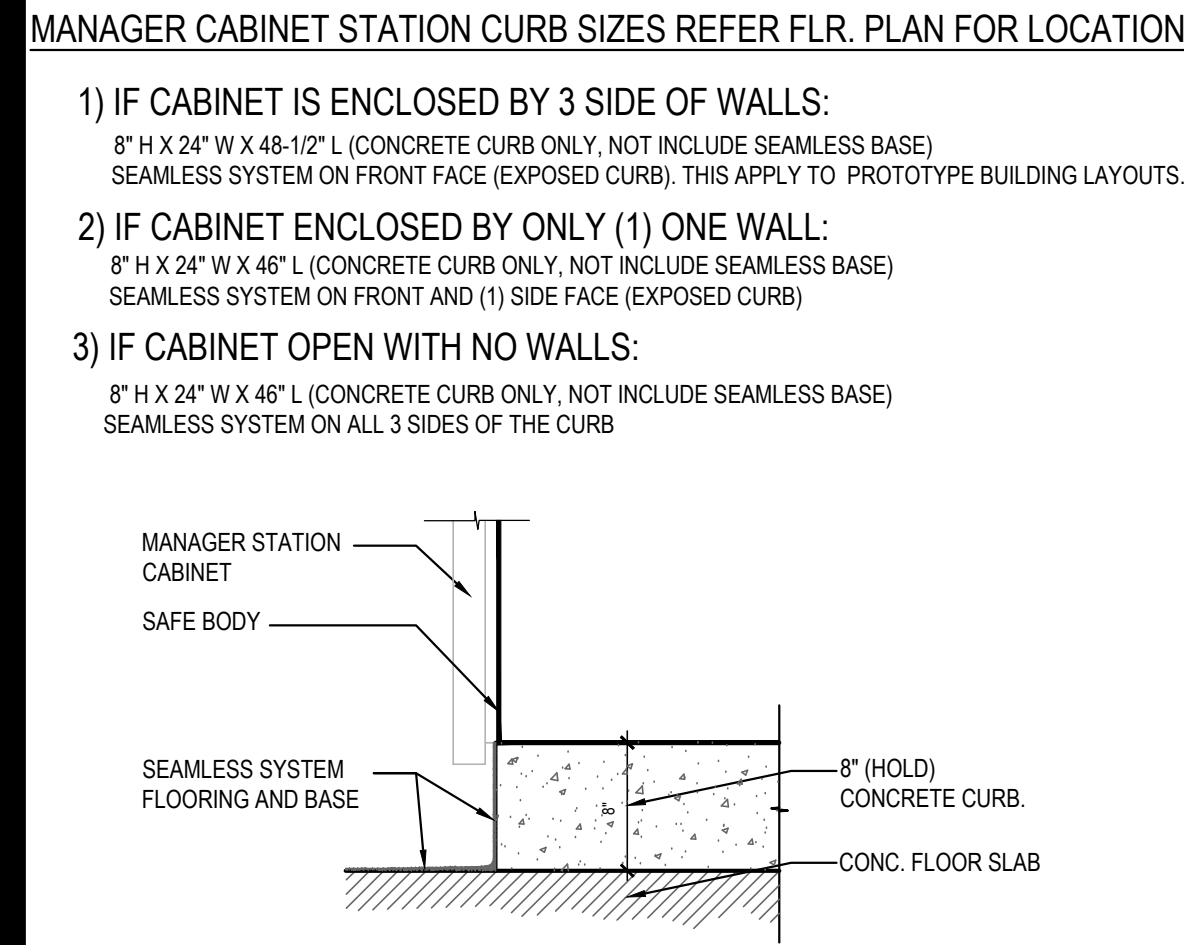 MANAGER CABINET STATION CURB SIZES REFER FLR. PLAN FOR LOCATION
1) IF CABINET IS ENCLOSED BY 3 SIDE OF WALLS:
8" H X 24" W X 48-1/2" L (CONCRETE CURB ONLY, NOT INCLUDE SEAMLESS BASE)
SEAMLESS SYSTEM ON FRONT FACE (EXPOSED CURB). THIS APPLY TO PROTOTYPE BUILDING LAYOUTS.
2) IF CABINET ENCLOSED BY ONLY (1) ONE WALL:
8" H X 24" W X 46" L (CONCRETE CURB ONLY, NOT INCLUDE SEAMLESS BASE)
SEAMLESS SYSTEM ON FRONT AND (1) SIDE FACE (EXPOSED CURB)
3) IF CABINET OPEN WITH NO WALLS:
8" H X 24" W X 46" L (CONCRETE CURB ONLY, NOT INCLUDE SEAMLESS BASE)
SEAMLESS SYSTEM ON ALL 3 SIDES OF THE CURB
MANAGER STATION
CABINET
SAFE BODY
SEAMLESS SYSTEM
FLOORING AND BASE
8"
8" (HOLD)
CONCRETE CURB.
CONC. FLOOR SLAB